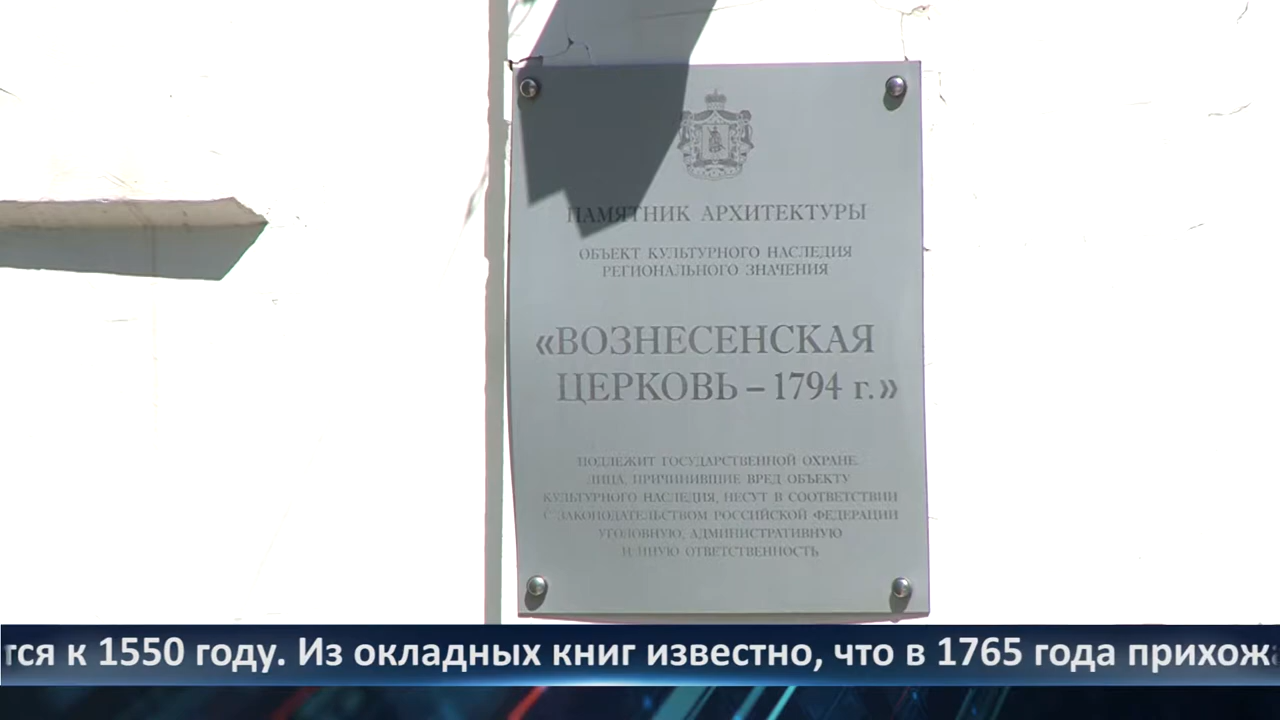 ПАМЯТНИК АРХИТЕКТУРЫ
ОБЪЕКТ КУЛЬТУРНОГО НАСЛЕДИЯ
РЕГИОНАЛЬНОГО ЗНАЧЕНИЯ
«ВОЗНЕСЕНСКАЯ
ЦЕРКОВЬ – 1794 г.»
ПОДЛЕЖИТ ГОСУДАРСТВЕННОЙ ОХРАНЕ.
ЛИЦА, ПРИЧИНИВШИЕ ВРЕД ОБЪЕКТУ
КУЛЬТУРНОГО НАСЛЕДИЯ, НЕСУТ В СООТВЕТСТВИИ
С ЗАКОНОДАТЕЛЬСТВОМ РОССИЙСКОЙ ФЕДЕРАЦИИ
УГОЛОВНУЮ, АДМИНИСТРАТИВНУЮ
И ИНУЮ ОТВЕТСТВЕННОСТЬ
тся к 1550 году. Из окладных книг известно, что в 1765 года прихожа